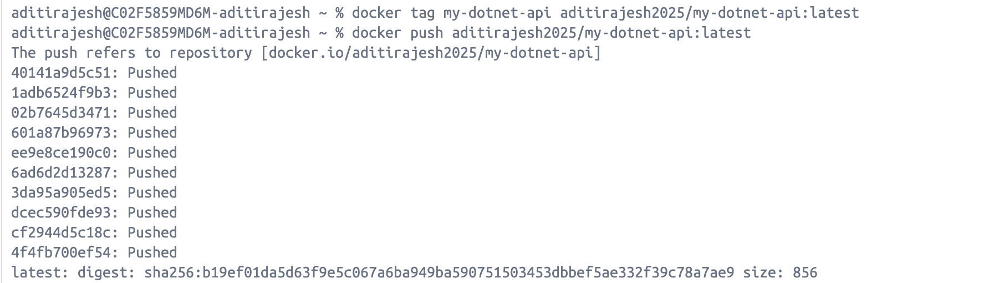 aditirajesh@C02F5859MD6M-aditirajesh ~ % docker tag my-dotnet-api aditirajesh2025/my-dotnet-api:latest
aditirajesh@C02F5859MD6M-aditirajesh ~ % docker push aditirajesh2025/my-dotnet-api:latest
The push refers to repository [docker.io/aditirajesh2025/my-dotnet-api]
40141a9d5c51: Pushed
1adb6524f9b3: Pushed
02b7645d3471: Pushed
601a87b96973: Pushed
ee9e8ce190c0: Pushed
6ad6d2d13287: Pushed
3da95a905ed5: Pushed
dcec590fde93: Pushed
cf2944d5c18c: Pushed
4f4fb700ef54: Pushed
latest: digest: sha256:b19ef01da5d63f9e5c067a6ba949ba590751503453dbbef5ae332f39c78a7ae9 size: 856